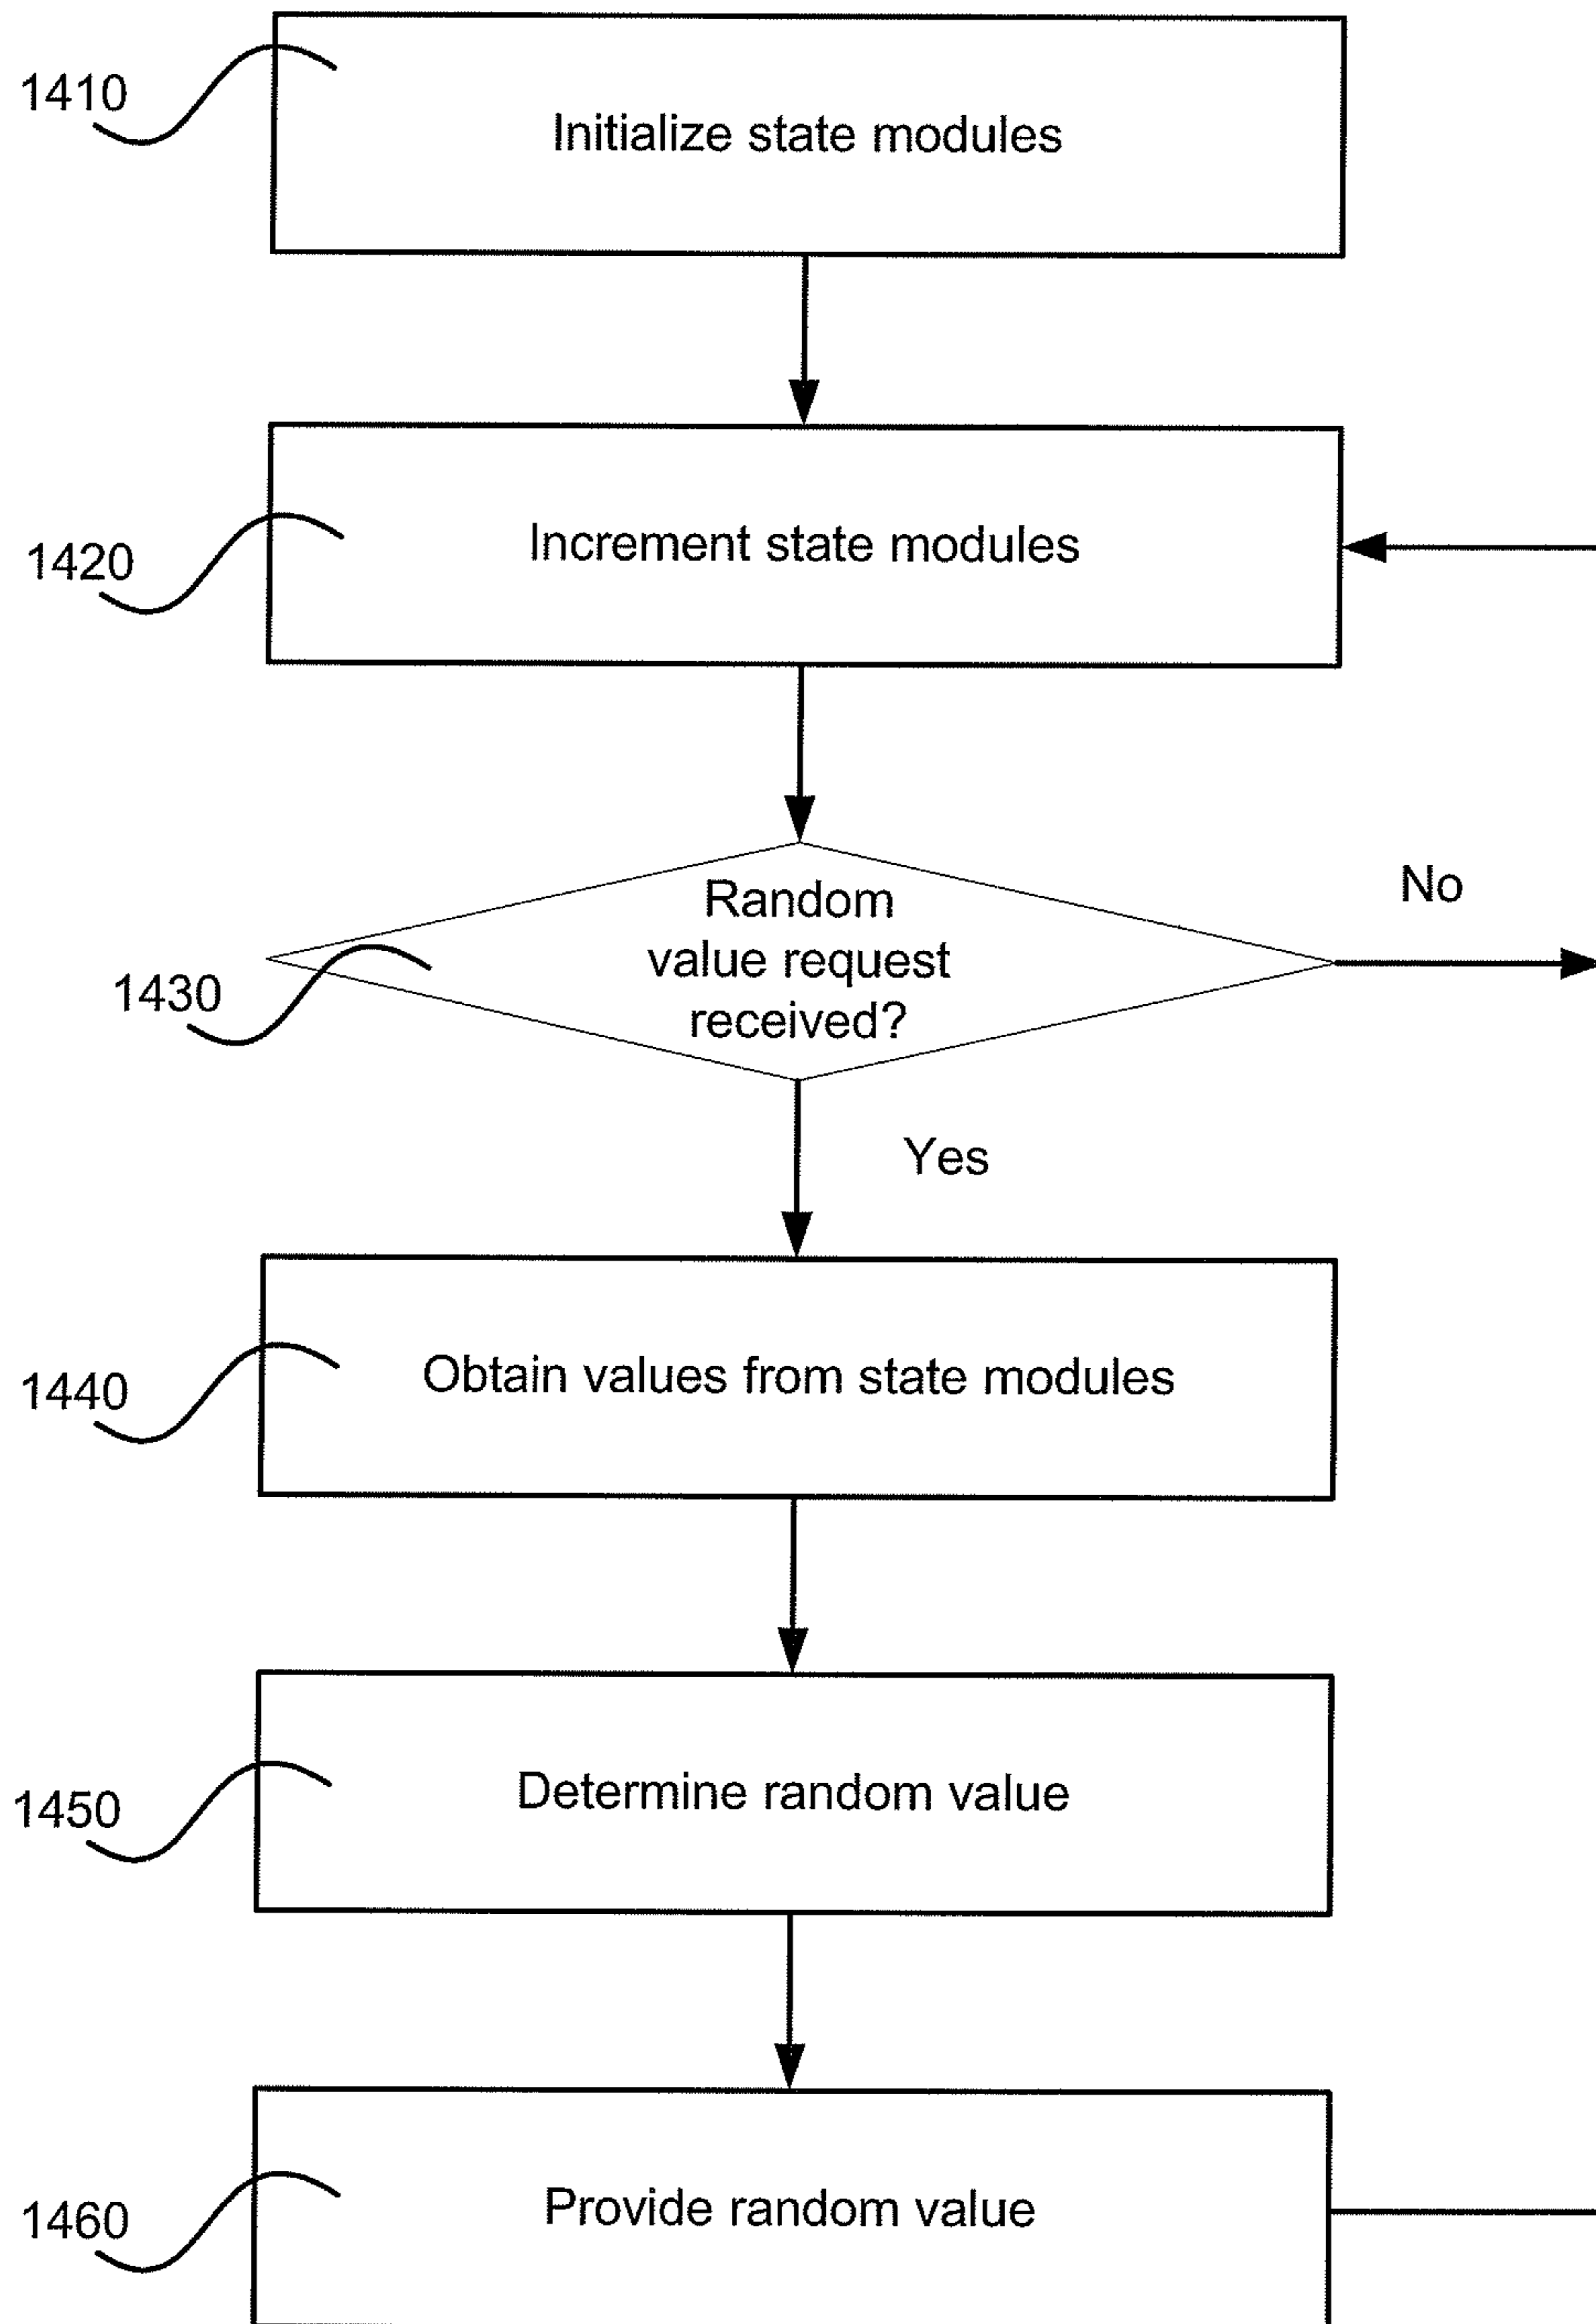 1410
Initialize state modules
1420
Increment state modules
Random
value request
received?
No
1430
Yes
1440
Obtain values from state modules
1450
Determine random value
1460
Provide random value